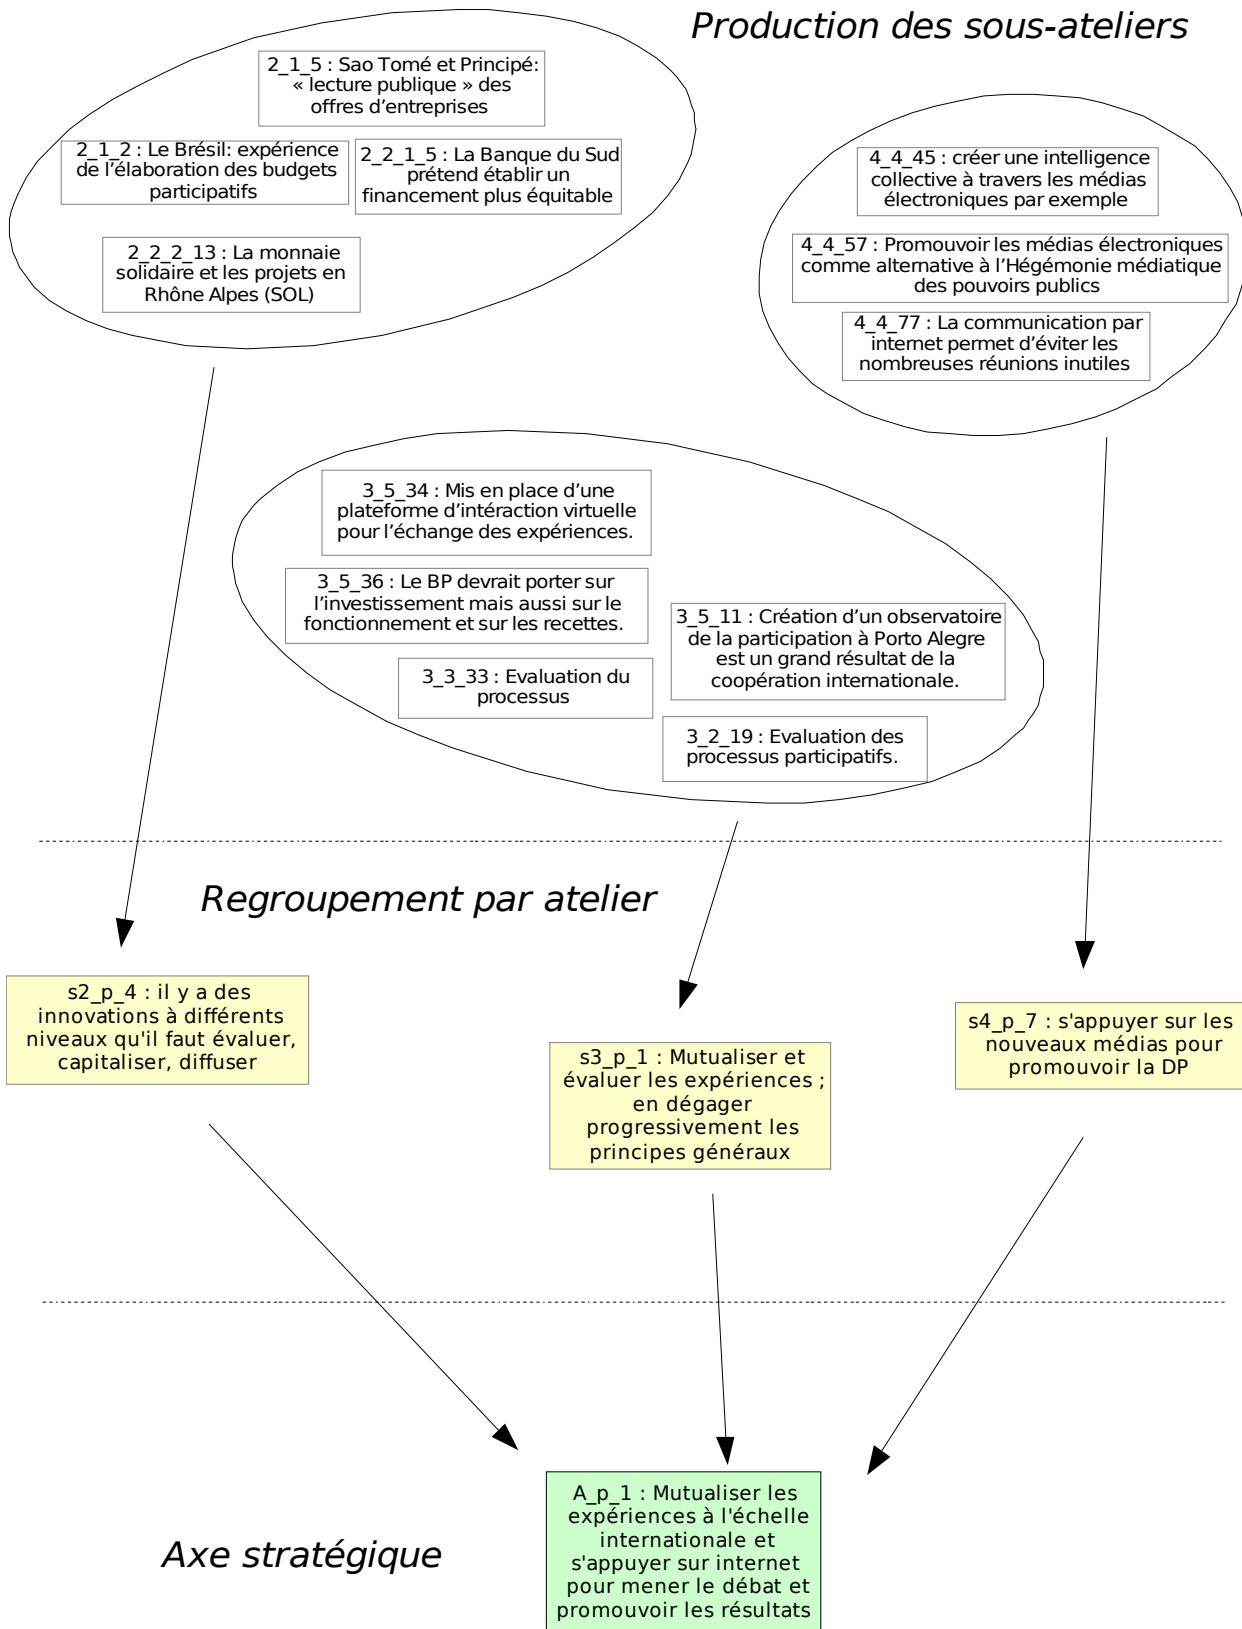 Production des sous-ateliers
2_1_5 : Sao Tomé et Principé:
« lecture publique » des
offres d’entreprises
2_1_2 : Le Brésil: expérience
de l’élaboration des budgets
participatifs
2_2_1_5 : La Banque du Sud
prétend établir un
financement plus équitable
2_2_2_13 : La monnaie
solidaire et les projets en
Rhône Alpes (SOL)
4_4_45 : créer une intelligence
collective à travers les médias
électroniques par exemple
4_4_57 : Promouvoir les médias électroniques
comme alternative à l’Hégémonie médiatique
des pouvoirs publics
4_4_77 : La communication par
internet permet d’éviter les
nombreuses réunions inutiles
3_5_34 : Mis en place d’une
plateforme d’intéraction virtuelle
pour l’échange des expériences.
3_5_36 : Le BP devrait porter sur
l’investissement mais aussi sur le
fonctionnement et sur les recettes.
3_5_11 : Création d’un observatoire
de la participation à Porto Alegre
est un grand résultat de la
coopération internationale.
3_3_33 : Evaluation du
processus
3_2_19 : Evaluation des
processus participatifs.
Regroupement par atelier
s2_p_4 : il y a des
innovations à différents
niveaux qu'il faut évaluer,
capitaliser, diffuser
s3_p_1 : Mutualiser et
évaluer les expériences ;
en dégager
progressivement les
principes généraux
s4_p_7 : s'appuyer sur les
nouveaux médias pour
promouvoir la DP
Axe stratégique
A_p_1 : Mutualiser les
expériences à l'échelle
internationale et
s'appuyer sur internet
pour mener le débat et
promouvoir les résultats